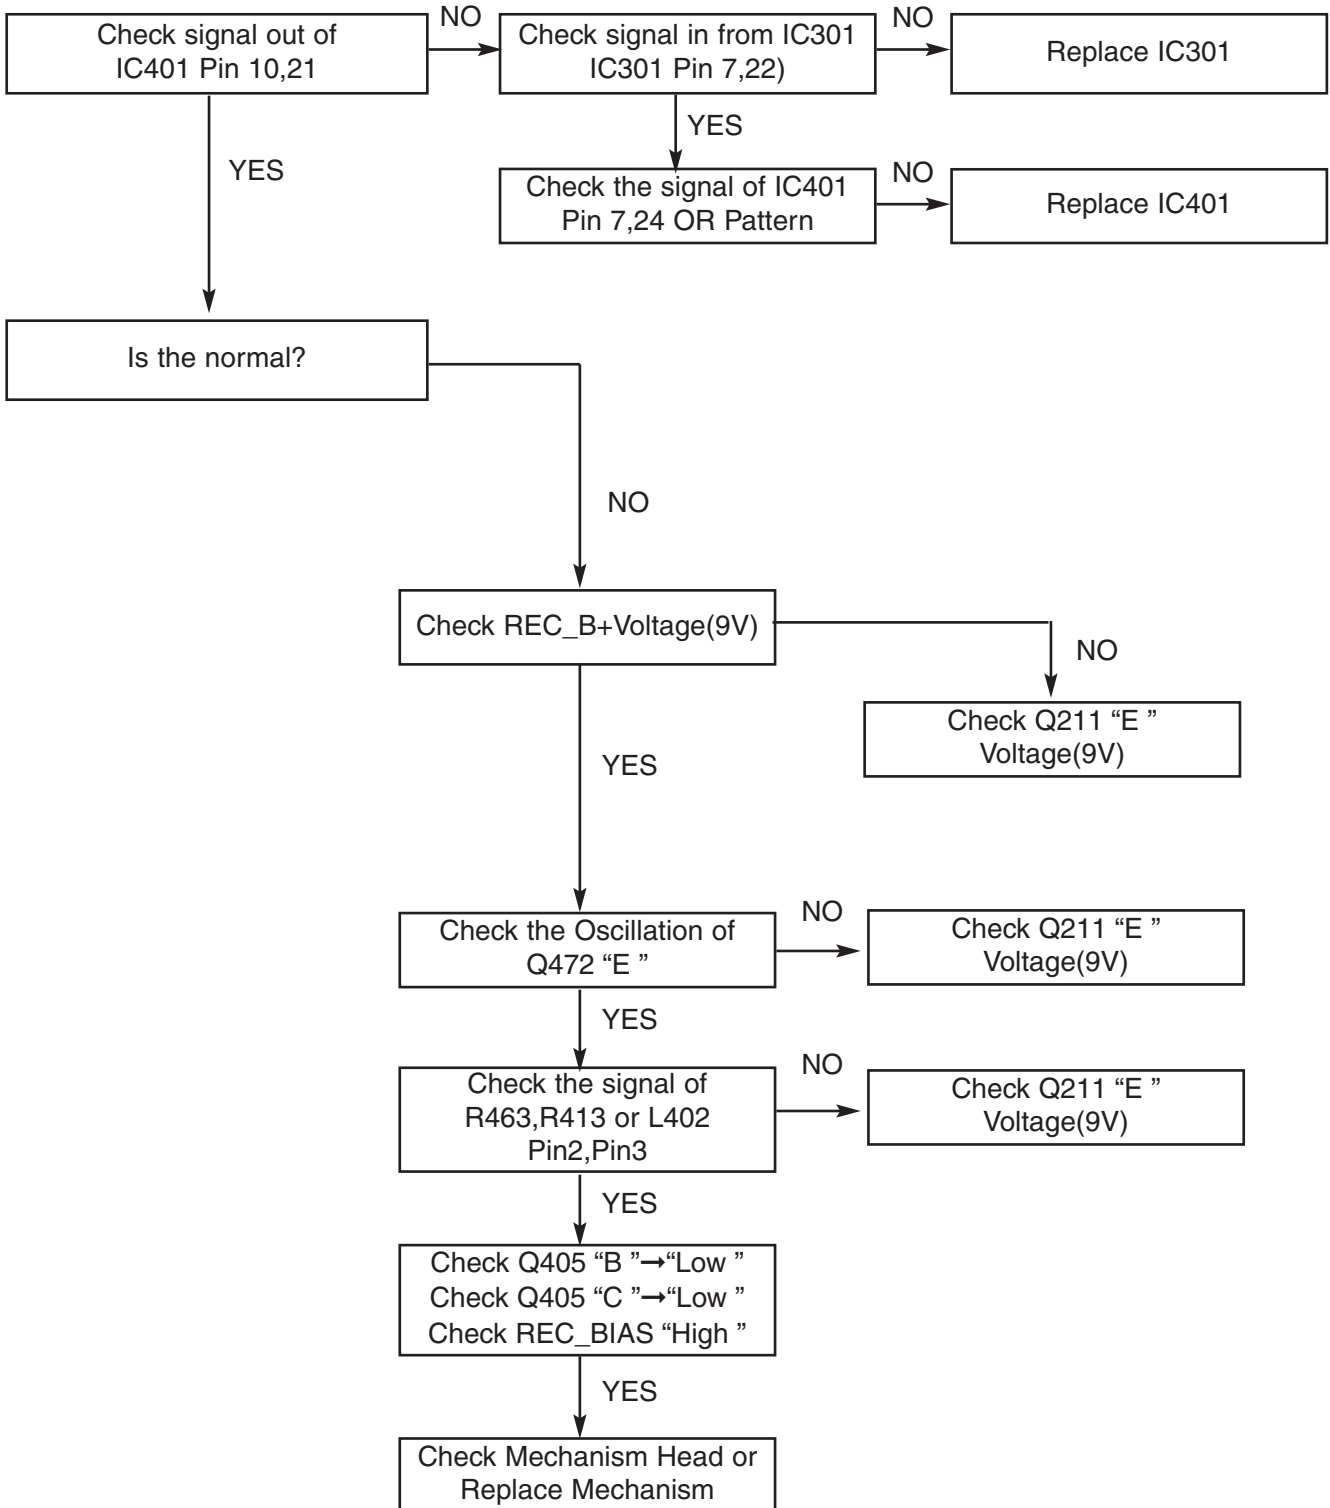 Check signal out of
IC401 Pin 10,21
NO
Check signal in from IC301
IC301 Pin 7,22)
NO
Replace IC301
YES
YES
Check the signal of IC401
Pin 7,24 OR Pattern
NO
Replace IC401
Is the normal?
NO
Check REC_B+Voltage(9V)
NO
Check Q211 “E ”
Voltage(9V)
YES
Check the Oscillation of
Q472 “E ”
NO
Check Q211 “E ”
Voltage(9V)
YES
Check the signal of
R463,R413 or L402
Pin2,Pin3
NO
Check Q211 “E ”
Voltage(9V)
YES
Check Q405 “B ”→“Low ”
Check Q405 “C ”→“Low ”
Check REC_BIAS “High ”
YES
Check Mechanism Head or
Replace Mechanism